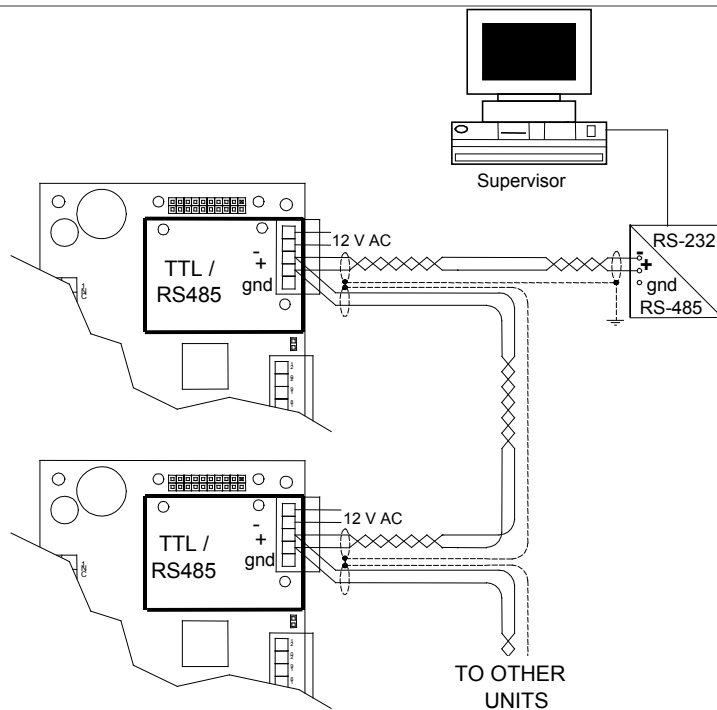 Supervisor
RS-232
-
+
gnd
RS-485
12 V AC
TTL /
RS485
-
+
gnd
12 V AC
TTL /
RS485
-
+
gnd
TO OTHER
UNITS